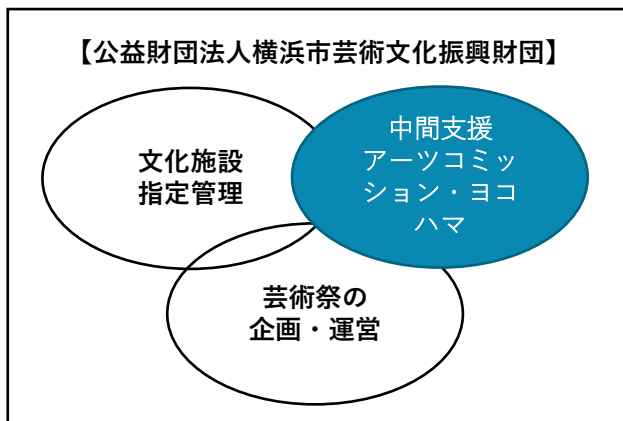 【公益財団法人横浜市芸術文化振興財団】
文化施設
指定管理
中間支援
アーツコミッ
ション・ヨコ
ハマ
芸術祭の
企画・運営